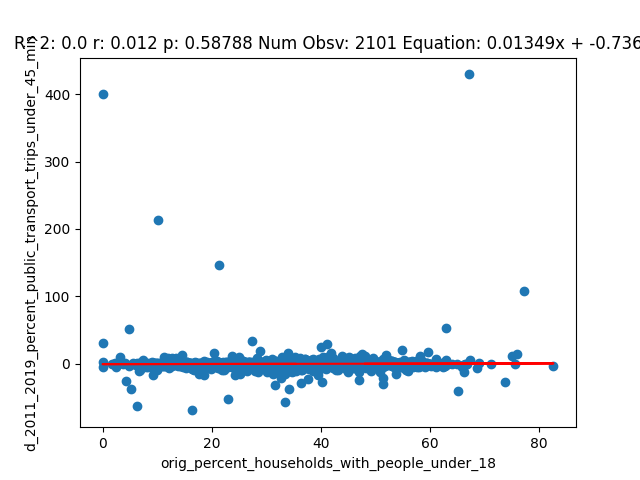 R^2: 0.0 r: 0.012 p: 0.58788 Num Obsv: 2101 Equation: 0.01349x + -0.736
d_2011_2019_percent_public_transport_trips_under_45_min
400
300
200
100
0
0 20 40 60 80
orig_percent_households_with_people_under_18